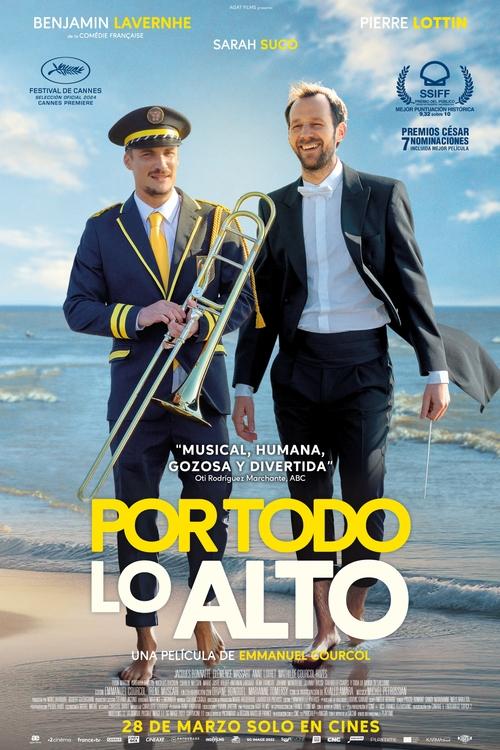 AGAT FILMS presenta
BENJAMIN LAVERNHE
de la COMÉDIE FRANÇAISE
PIERRE LOTTIN
SARAH SUCO
FESTIVAL DE CANNES
SELECCIÓN OFICIAL 2024
CANNES PREMIERE
SSIFF
PREMIO DEL PÚBLICO
MEJOR PUNTUACIÓN HISTÓRICA
9,32 sobre 10
PREMIOS CÉSAR
7 NOMINACIONES
INCLUIDA MEJOR PELÍCULA
"MUSICAL, HUMANA,
GOZOSA Y DIVERTIDA"
Oti Rodríguez Marchante, ABC
POR TODO
LO ALTO
UNA PELÍCULA DE EMMANUEL COURCOL
28 DE MARZO SOLO EN CINES